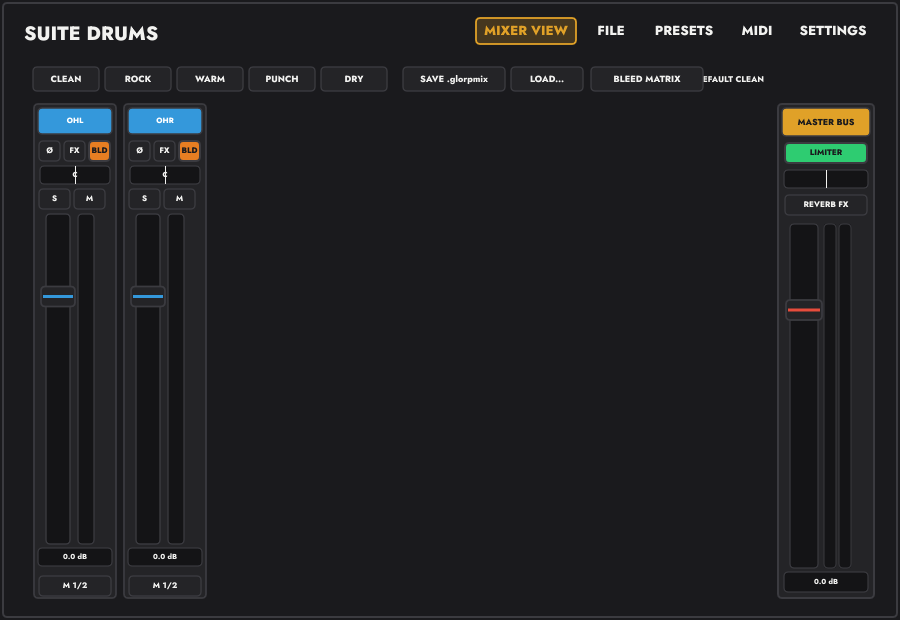 SUITE DRUMS
MIXER VIEW FILE PRESETS MIDI SETTINGS
CLEAN ROCK WARM PUNCH DRY SAVE .glorpmix LOAD... BLEED MATRIX EFAULT CLEAN
OHL OHR MASTER BUS
Ø FX BLD Ø FX BLD LIMITER
C C
S M S M REVERB FX
0.0 dB 0.0 dB 0.0 dB
M 1/2 M 1/2